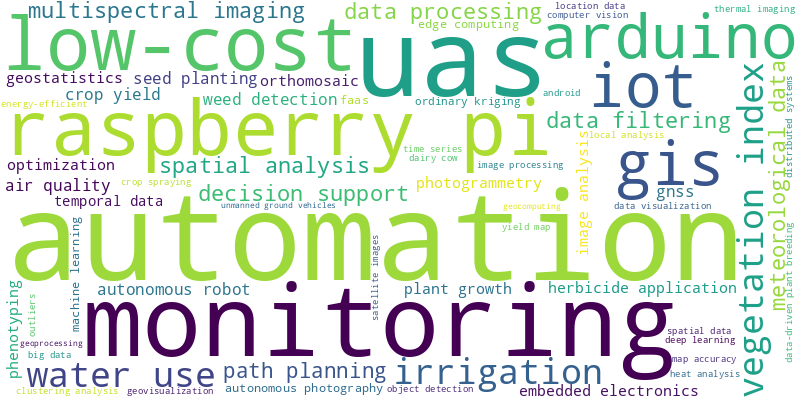 multispectral imaging
data processing
location data
thermal imaging
edge computing
computer vision
low-cost
uas
arduino
geostatistics
seed planting
orthomosaic
iot
crop yield
weed detection
faas
ordinary kriging
android
energy-efficient
raspberry pi
data filtering
local analysis
time series
dairy cow
gis
optimization
spatial analysis
image processing
air quality
crop spraying
decision support
photogrammetry
gnss
temporal data
unmanned ground vehicles
geocomputing
data visualization
image analysis
vegetation index
meteorological data
distributed systems
automation
yield map
machine learning
satellite images
data-driven plant breeding
phenotyping
outliers
autonomous robot
plant growth
herbicide application
monitoring
spatial data
deep learning
geoprocessing
big data
map accuracy
water use
path planning
irrigation
heat analysis
clustering analysis
geovisualization
autonomous photography
object detection
embedded electronics